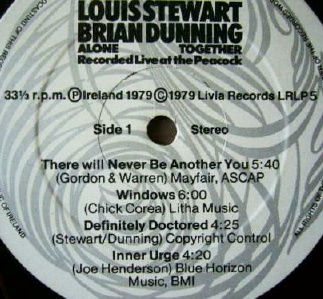 LOUIS STEWART
BRIAN DUNNING
ALONE TOGETHER
Recorded Live at the Peacock
33⅓ r.p.m. Ⓟ Ireland 1979 © 1979 Livia Records LRLP 5
Side 1 Stereo
There will Never Be Another You 5:40
(Gordon & Warren) Mayfair, ASCAP
Windows 6:00
(Chick Corea) Litha Music
Definitely Doctored 4:25
(Stewart/Dunning) Copyright Control
Inner Urge 4:20
(Joe Henderson) Blue Horizon
Music, BMI